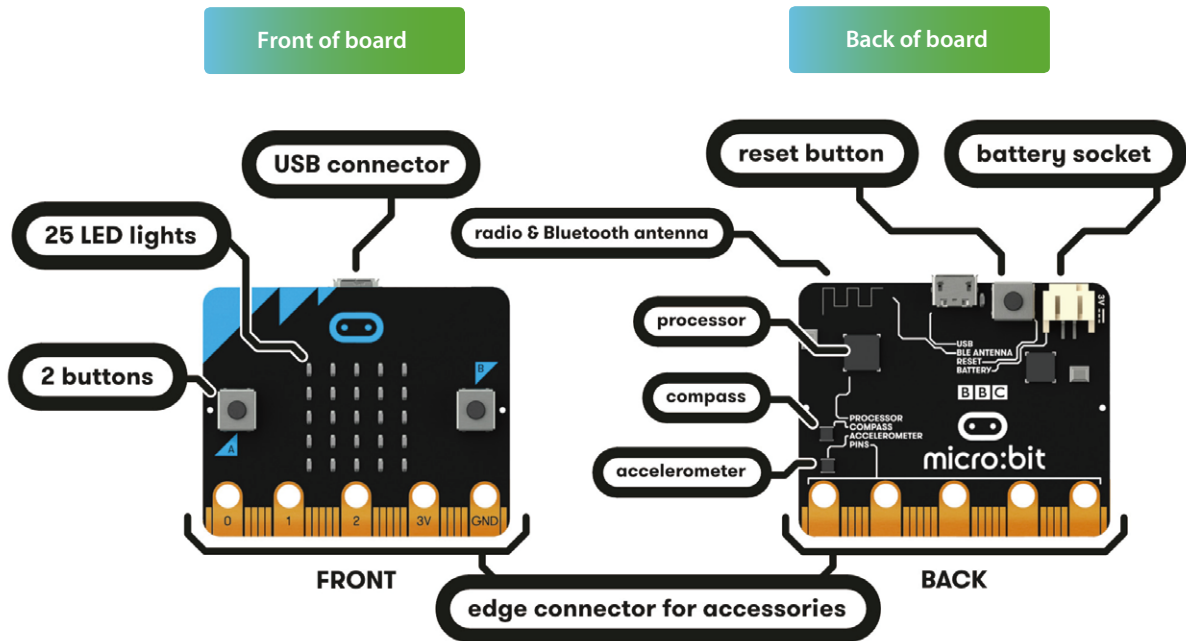 Front of board
Back of board
USB connector
reset button
battery socket
25 LED lights
radio & Bluetooth antenna
processor
2 buttons
compass
accelerometer
B
A
0
1
2
3V
GND
3V
USB
BLE ANTENNA
RESET
BATTERY
BBC
PROCESSOR
COMPASS
ACCELEROMETER
PINS
micro:bit
FRONT
BACK
edge connector for accessories